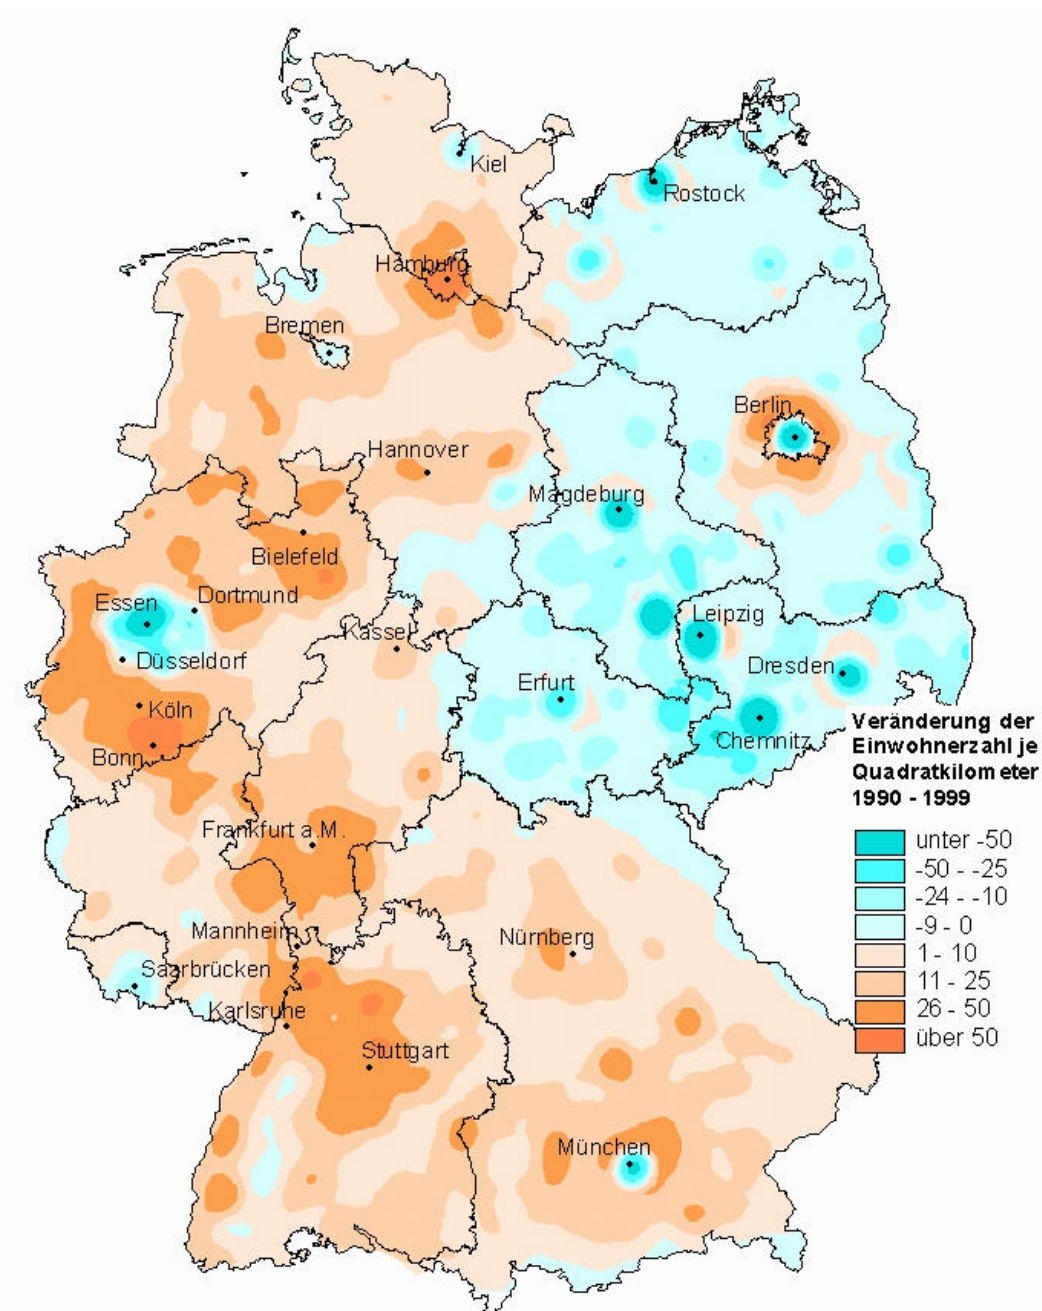 Kiel
Rostock
Hamburg
Bremen
Berlin
Hannover
Magdeburg
Bielefeld
Essen
Dortmund
Leipzig
Kassel
Düsseldorf
Dresden
Erfurt
Köln
Chemnitz
Bonn
Veränderung der
Einwohnerzahl je
Quadratkilometer
1990 - 1999
Frankfurt a.M.
unter -50
-50 - -25
-24 - -10
-9 - 0
1 - 10
11 - 25
26 - 50
über 50
Mannheim
Nürnberg
Saarbrücken
Karlsruhe
Stuttgart
München